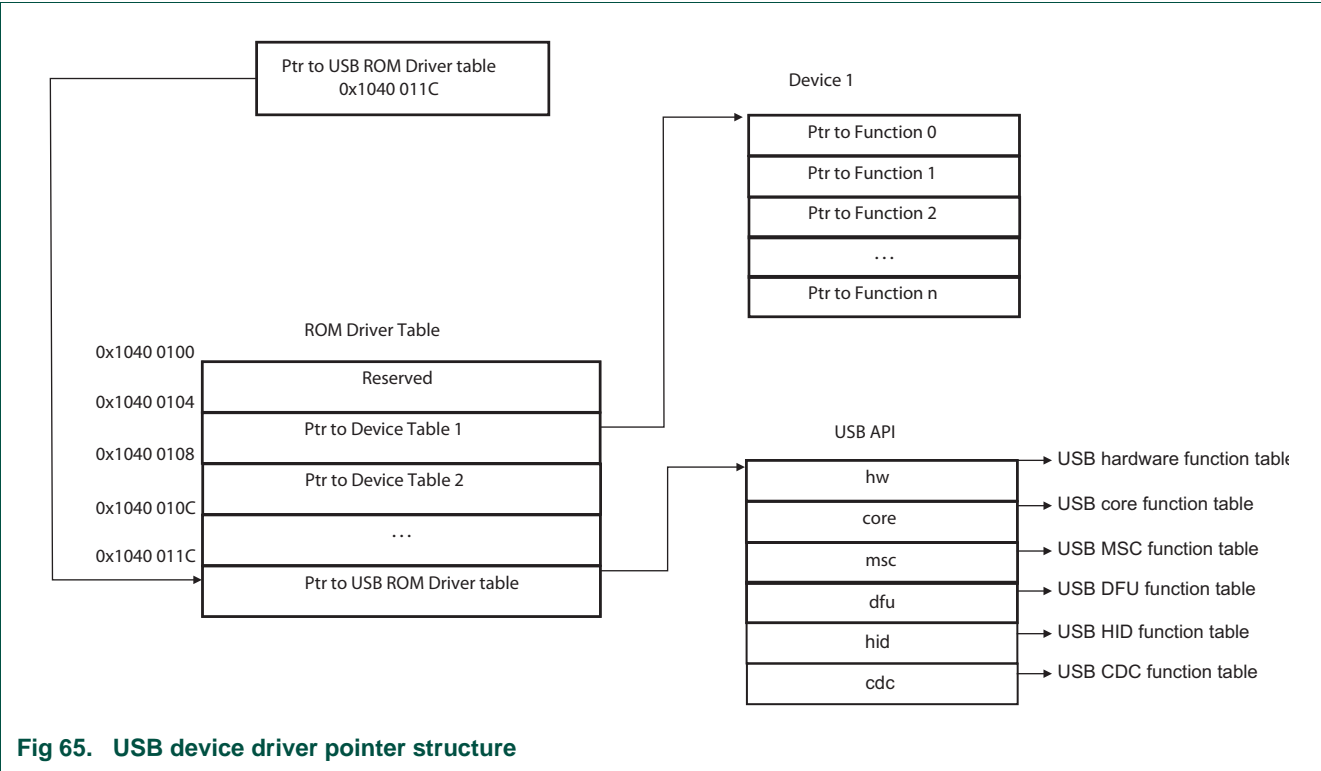 Ptr to USB ROM Driver table
0x1040 011C
Device 1
Ptr to Function 0
Ptr to Function 1
Ptr to Function 2
...
Ptr to Function n
ROM Driver Table
0x1040 0100
Reserved
0x1040 0104
Ptr to Device Table 1
0x1040 0108
Ptr to Device Table 2
0x1040 010C
...
0x1040 011C
Ptr to USB ROM Driver table
USB API
hw
USB hardware function table
core
USB core function table
msc
USB MSC function table
dfu
USB DFU function table
hid
USB HID function table
cdc
USB CDC function table
Fig 65. USB device driver pointer structure